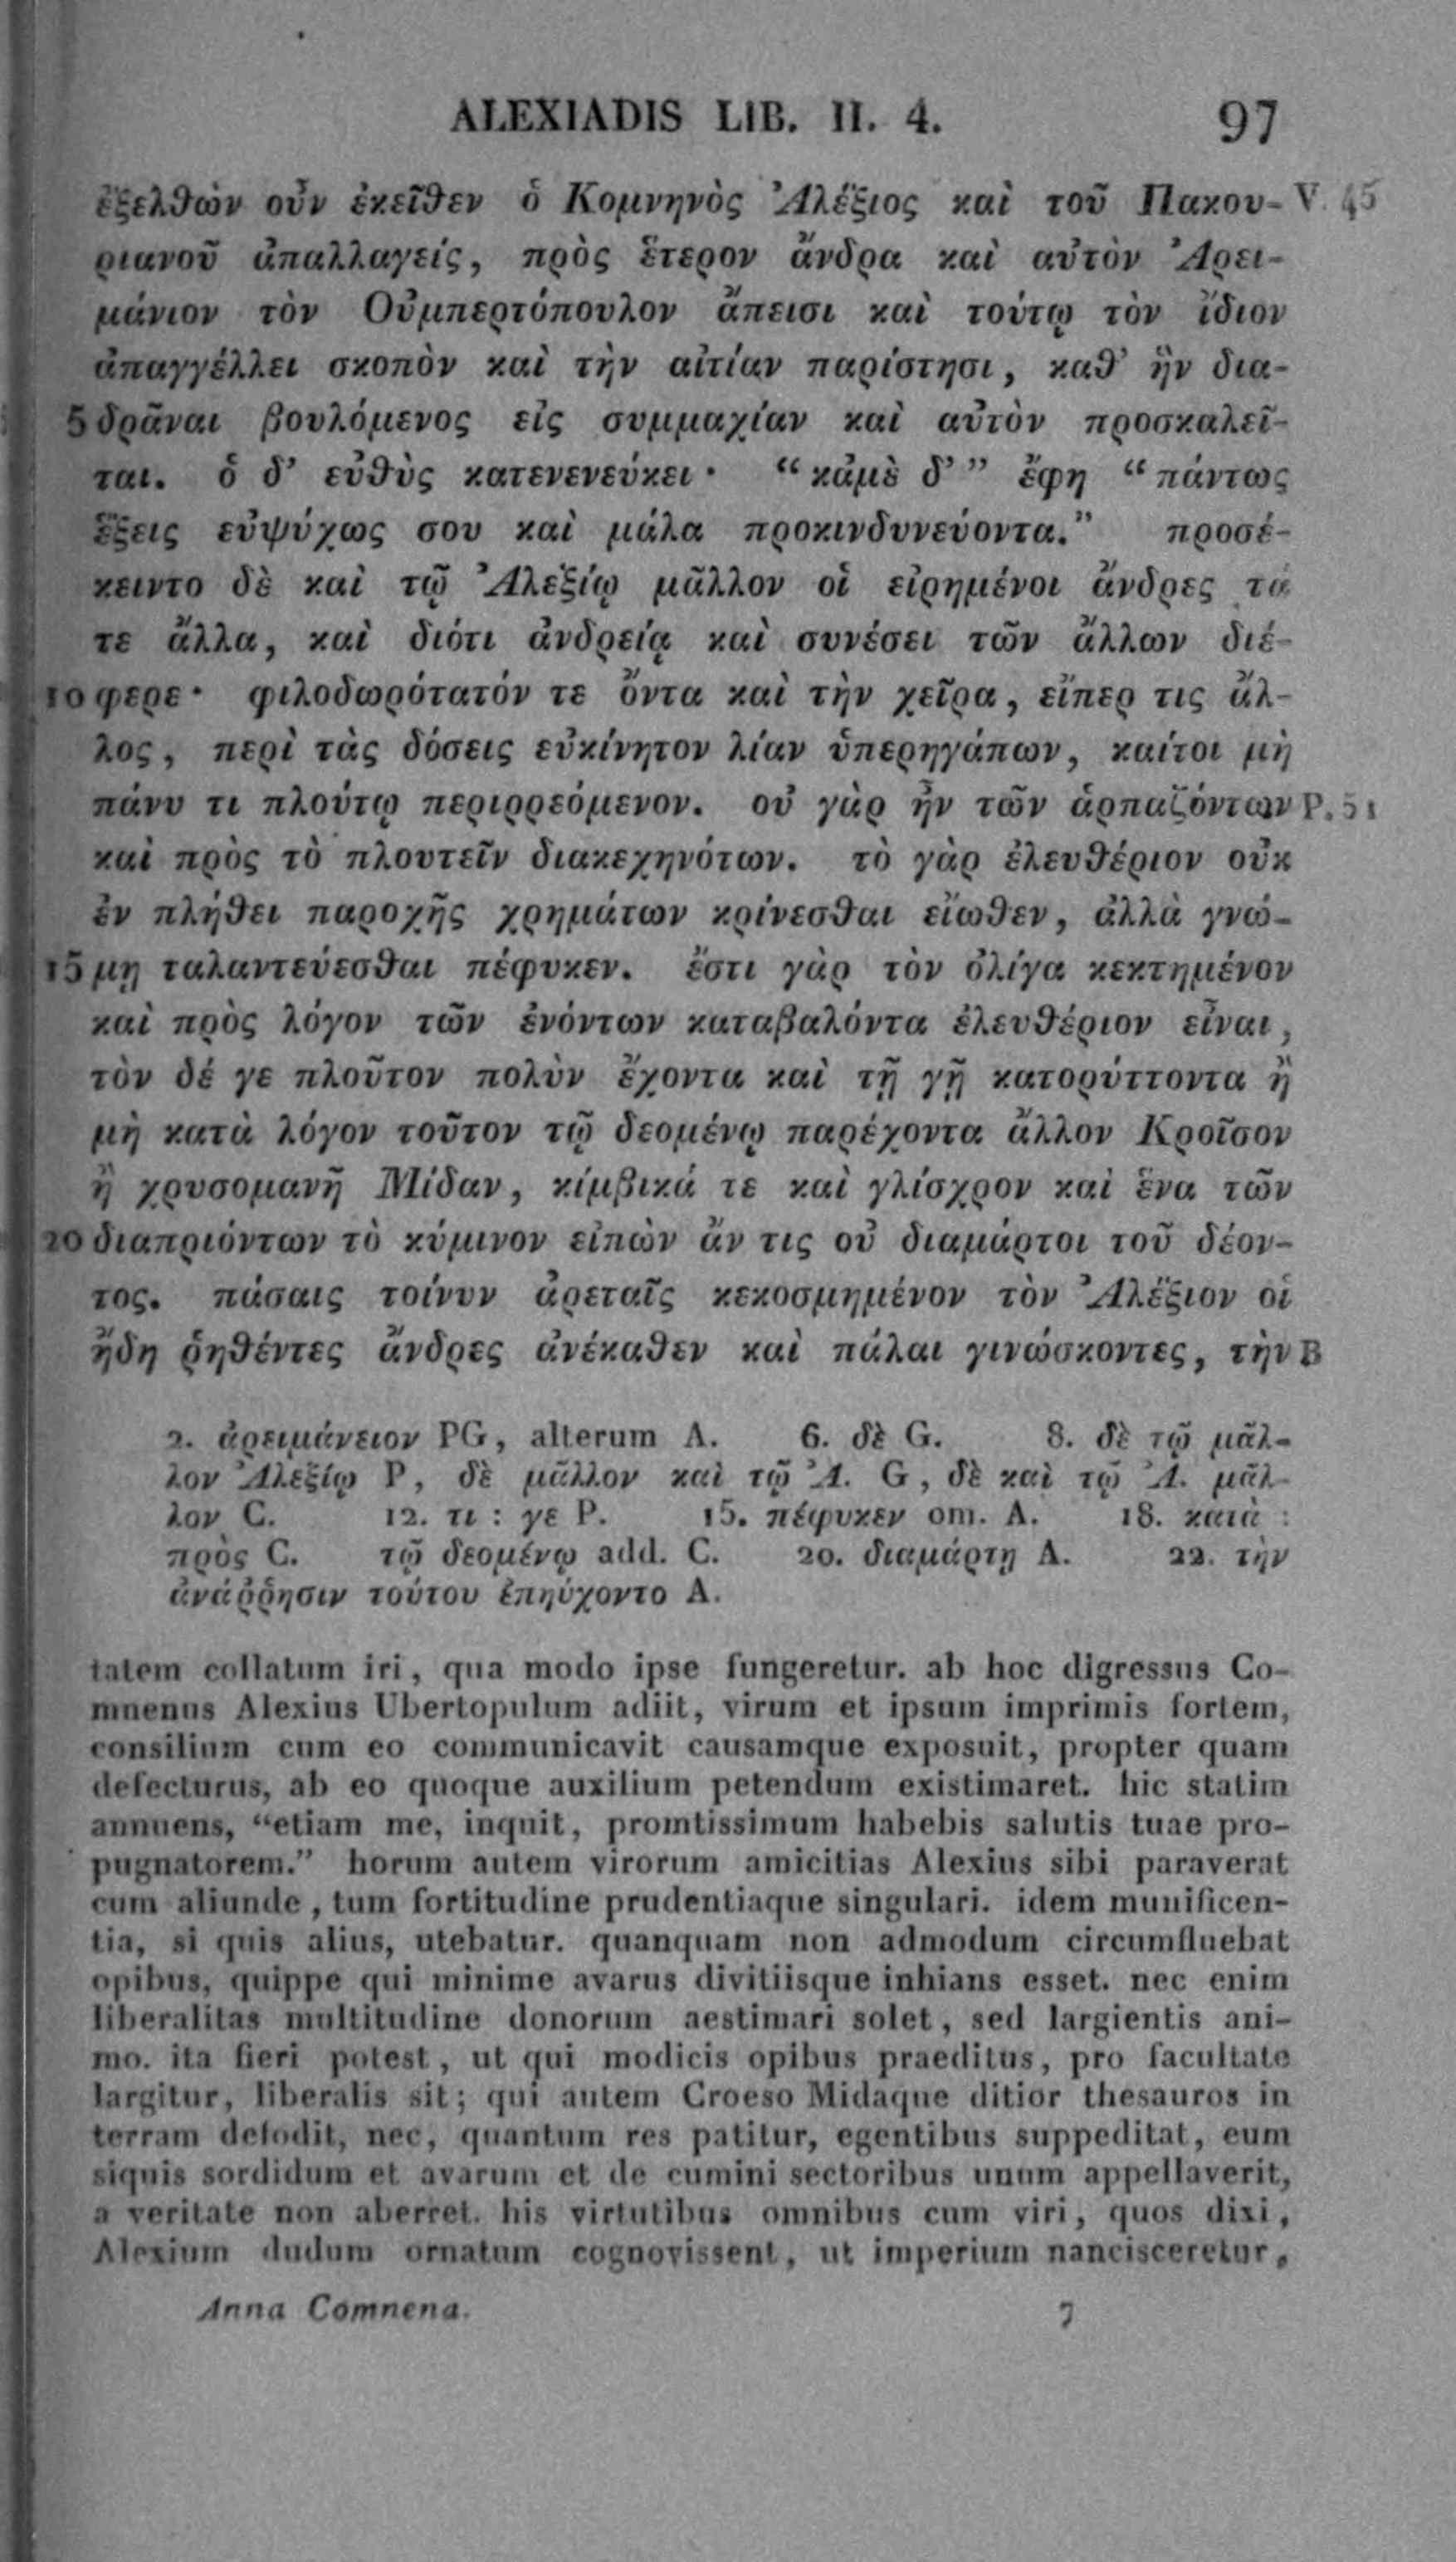 ALEXIADIS LIB. II. 4. 97
ἐξελθὼν οὖν ἐκεῖθεν ὁ Κομνηνὸς Ἀλέξιος καὶ τοῦ Πακου- V. 45
ριανοῦ ἀπαλλαγείς, πρὸς ἕτερον ἄνδρα καὶ αὐτὸν Ἀρει-
μάνιον τὸν Οὐμπερτόπουλον ἄπεισι καὶ τούτῳ τὸν ἴδιον
ἀπαγγέλλει σκοπὸν καὶ τὴν αἰτίαν παρίστησι, καθ’ ἣν δια-
5 δρᾶναι βουλόμενος εἰς συμμαχίαν καὶ αὐτὸν προσκαλεῖ-
ται. ὁ δ’ εὐθὺς κατενενεύκει· “κἀμὲ δ’” ἔφη “πάντως
ἕξεις εὐψύχως σου καὶ μάλα προκινδυνεύοντα.” προσέ-
κειντο δὲ καὶ τῷ Ἀλεξίῳ μᾶλλον οἱ εἰρημένοι ἄνδρες τά
τε ἄλλα, καὶ διότι ἀνδρείᾳ καὶ συνέσει τῶν ἄλλων διέ-
10 φερε· φιλοδωρότατόν τε ὄντα καὶ τὴν χεῖρα, εἴπερ τις ἄλ-
λος, περὶ τὰς δόσεις εὐκίνητον λίαν ὑπερηγάπων, καίτοι μὴ
πάνυ τι πλούτῳ περιρρεόμενον. οὐ γὰρ ἦν τῶν ἁρπαζόντων P. 51
καὶ πρὸς τὸ πλουτεῖν διακεχηνότων. τὸ γὰρ ἐλευθέριον οὐκ
ἐν πλήθει παροχῆς χρημάτων κρίνεσθαι εἴωθεν, ἀλλὰ γνώ-
15 μῃ ταλαντεύεσθαι πέφυκεν. ἔστι γὰρ τὸν ὀλίγα κεκτημένον
καὶ πρὸς λόγον τῶν ἐνόντων καταβαλόντα ἐλευθέριον εἶναι,
τὸν δέ γε πλοῦτον πολὺν ἔχοντα καὶ τῇ γῇ κατορύττοντα ἢ
μὴ κατὰ λόγον τοῦτον τῷ δεομένῳ παρέχοντα ἄλλον Κροῖσον
ἢ χρυσομανῆ Μίδαν, κίμβικά τε καὶ γλίσχρον καὶ ἕνα τῶν
20 διαπριόντων τὸ κύμινον εἰπὼν ἄν τις οὐ διαμάρτοι τοῦ δέον-
τος. πάσαις τοίνυν ἀρεταῖς κεκοσμημένον τὸν Ἀλέξιον οἱ
ἤδη ῥηθέντες ἄνδρες ἀνέκαθεν καὶ πάλαι γινώσκοντες, τὴν B
2. ἀρειμάνειον PG, alterum A. 6. δὲ G. 8. δὲ τῷ μᾶλ-
λον Ἀλεξίῳ P, δὲ μᾶλλον καὶ τῷ Ἀ. G, δὲ καὶ τῷ Ἀ. μᾶλ-
λον C. 12. τι : γε P. 15. πέφυκεν om. A. 18. κατὰ :
πρὸς C. τῷ δεομένῳ add. C. 20. διαμάρτῃ A. 22. τὴν
ἀνάῤῥησιν τούτου ἐπηύχοντο A.
tatem collatum iri, qua modo ipse fungeretur. ab hoc digressus Co-
mnenus Alexius Ubertopulum adiit, virum et ipsum imprimis fortem,
consilium cum eo communicavit causamque exposuit, propter quam
defecturus, ab eo quoque auxilium petendum existimaret. hic statim
annuens, “etiam me, inquit, promtissimum habebis salutis tuae pro-
pugnatorem.” horum autem virorum amicitias Alexius sibi paraverat
cum aliunde, tum fortitudine prudentiaque singulari. idem munificen-
tia, si quis alius, utebatur. quanquam non admodum circumfluebat
opibus, quippe qui minime avarus divitiisque inhians esset. nec enim
liberalitas multitudine donorum aestimari solet, sed largientis ani-
mo. ita fieri potest, ut qui modicis opibus praeditus, pro facultate
largitur, liberalis sit; qui autem Croeso Midaque ditior thesauros in
terram defodit, nec, quantum res patitur, egentibus suppeditat, eum
siquis sordidum et avarum et de cumini sectoribus unum appellaverit,
a veritate non aberret. his virtutibus omnibus cum viri, quos dixi,
Alexium dudum ornatum cognovissent, ut imperium nancisceretur,
Anna Comnena. 7